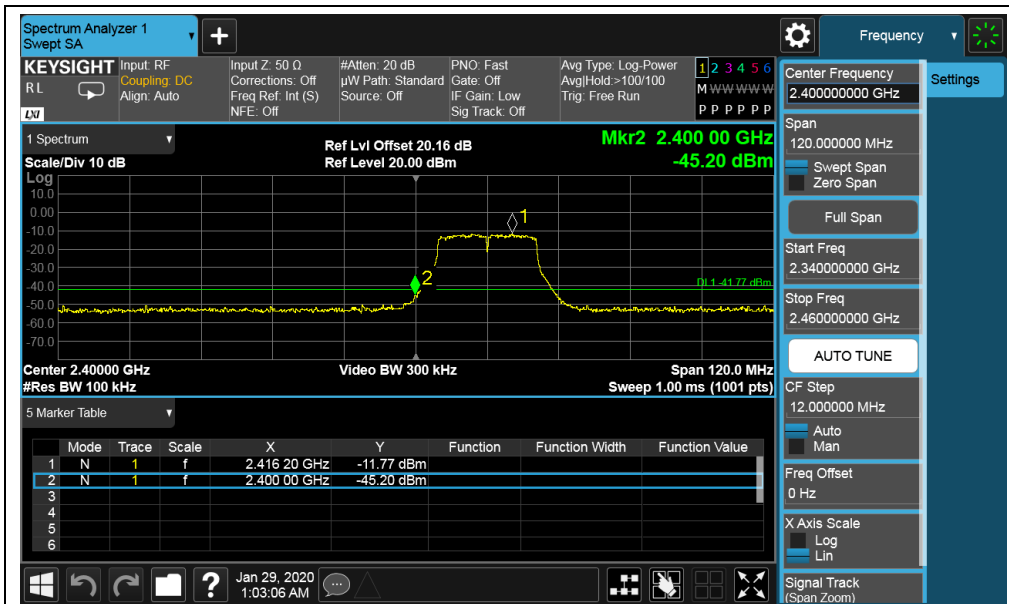 Spectrum Analyzer 1
Swept SA
Frequency
KEYSIGHT
RL
LXI
Input: RF
Coupling: DC
Align: Auto
Input Z: 50 Ω
Corrections: Off
Freq Ref: Int (S)
NFE: Off
#Atten: 20 dB
µW Path: Standard
Source: Off
PNO: Fast
Gate: Off
IF Gain: Low
Sig Track: Off
Avg Type: Log-Power
Avg|Hold:>100/100
Trig: Free Run
1 2 3 4 5 6
M W W W W W
P P P P P P
1 Spectrum
Scale/Div 10 dB
Ref Lvl Offset 20.16 dB
Ref Level 20.00 dBm
Mkr2 2.400 00 GHz
-45.20 dBm
Log
10.0
0.00
-10.0
-20.0
-30.0
-40.0
-50.0
-60.0
-70.0
1
2
DL1 -41.77 dBm
Center 2.40000 GHz
#Res BW 100 kHz
Video BW 300 kHz
Span 120.0 MHz
Sweep 1.00 ms (1001 pts)
5 Marker Table
Mode Trace Scale X Y Function Function Width Function Value
1 N 1 f 2.416 20 GHz -11.77 dBm
2 N 1 f 2.400 00 GHz -45.20 dBm
3
4
5
6
Center Frequency
2.400000000 GHz
Settings
Span
120.000000 MHz
Swept Span
Zero Span
Full Span
Start Freq
2.340000000 GHz
Stop Freq
2.460000000 GHz
AUTO TUNE
CF Step
12.000000 MHz
Auto
Man
Freq Offset
0 Hz
X Axis Scale
Log
Lin
Signal Track
(Span Zoom)
?
Jan 29, 2020
1:03:06 AM